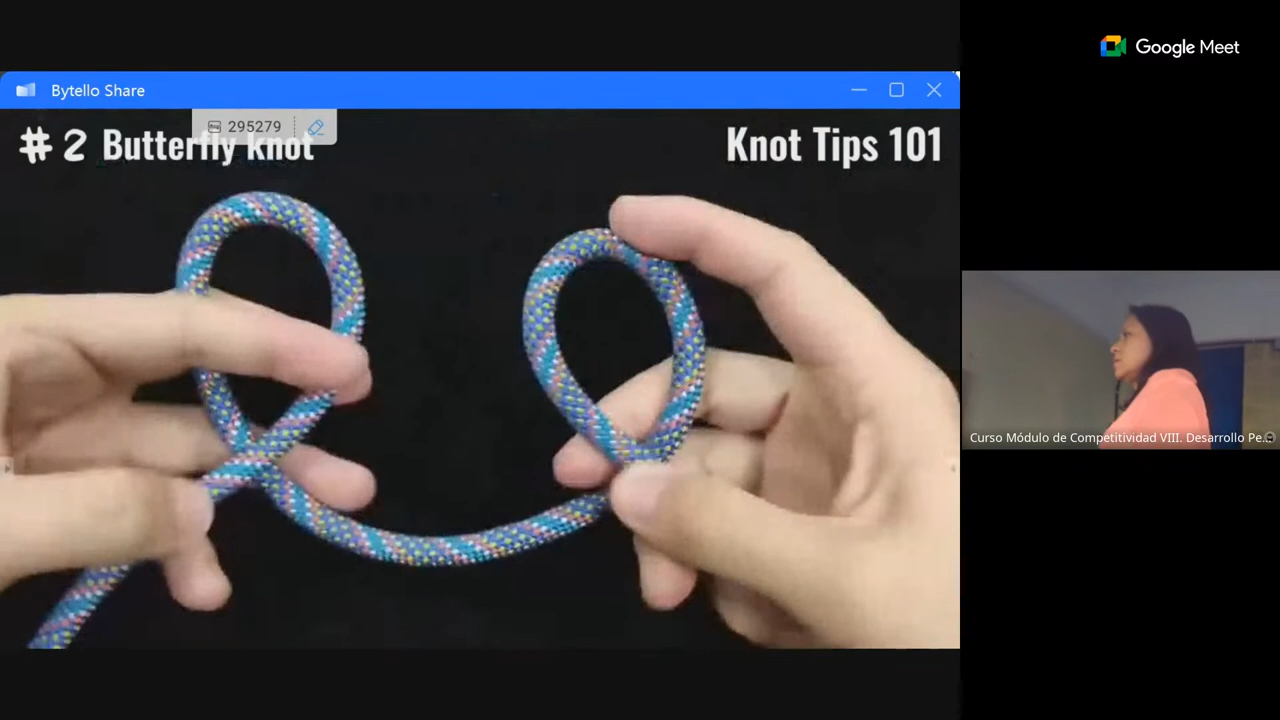 Google Meet
Bytello Share
295279
# 2 Butterfly knot
Knot Tips 101
Curso Módulo de Competitividad VIII. Desarrollo Pe...